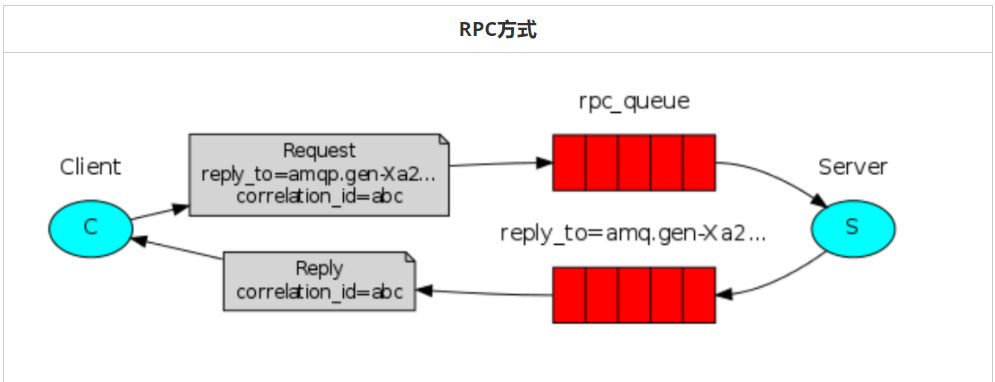 RPC方式
rpc_queue
Client
Request
reply_to=amqp.gen-Xa2...
correlation_id=abc
Server
C
S
reply_to=amq.gen-Xa2...
Reply
correlation_id=abc